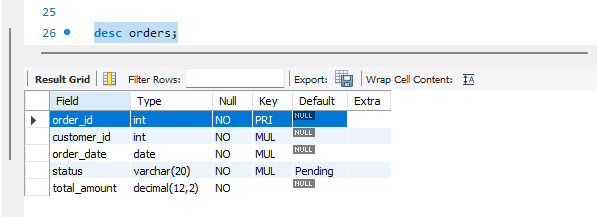 25
26 desc orders;
Result Grid Filter Rows: Export: Wrap Cell Content: IA
Field Type Null Key Default Extra
order_id int NO PRI NULL
customer_id int NO MUL NULL
order_date date NO MUL NULL
status varchar(20) NO MUL Pending
total_amount decimal(12,2) NO NULL